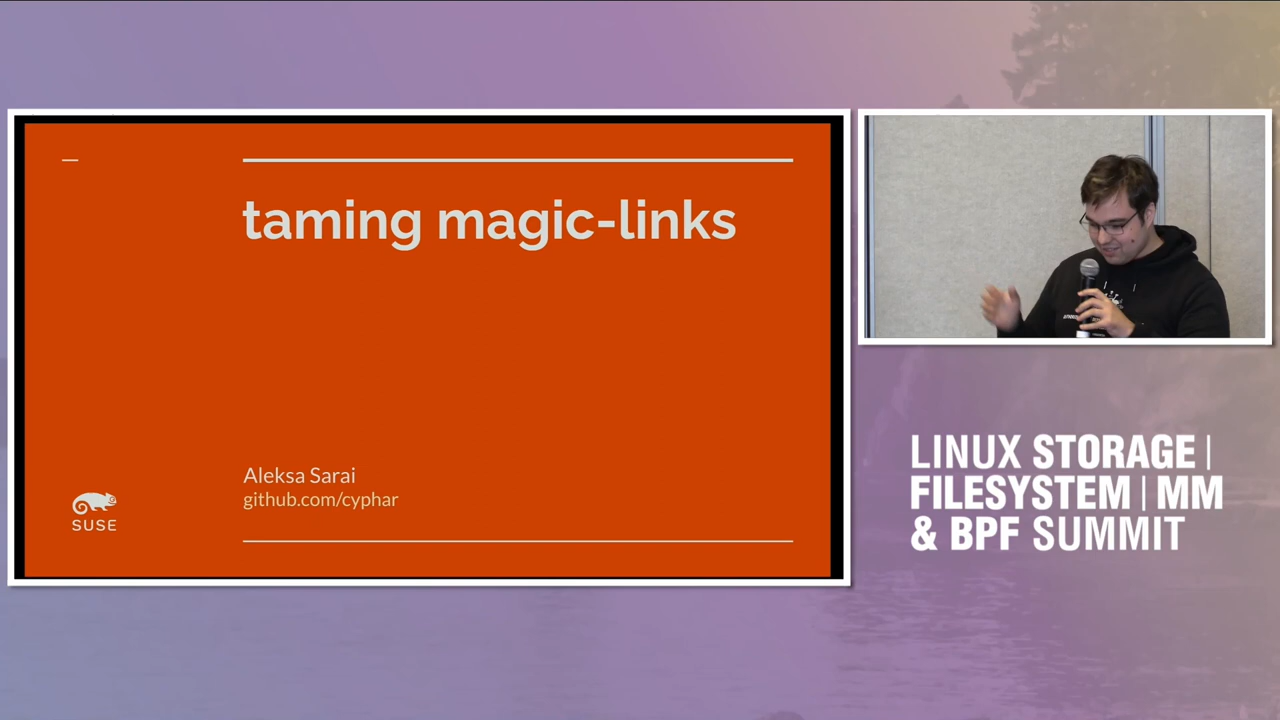 taming magic-links
Aleksa Sarai
github.com/cyphar
SUSE
LINUX STORAGE |
FILESYSTEM | MM
& BPF SUMMIT